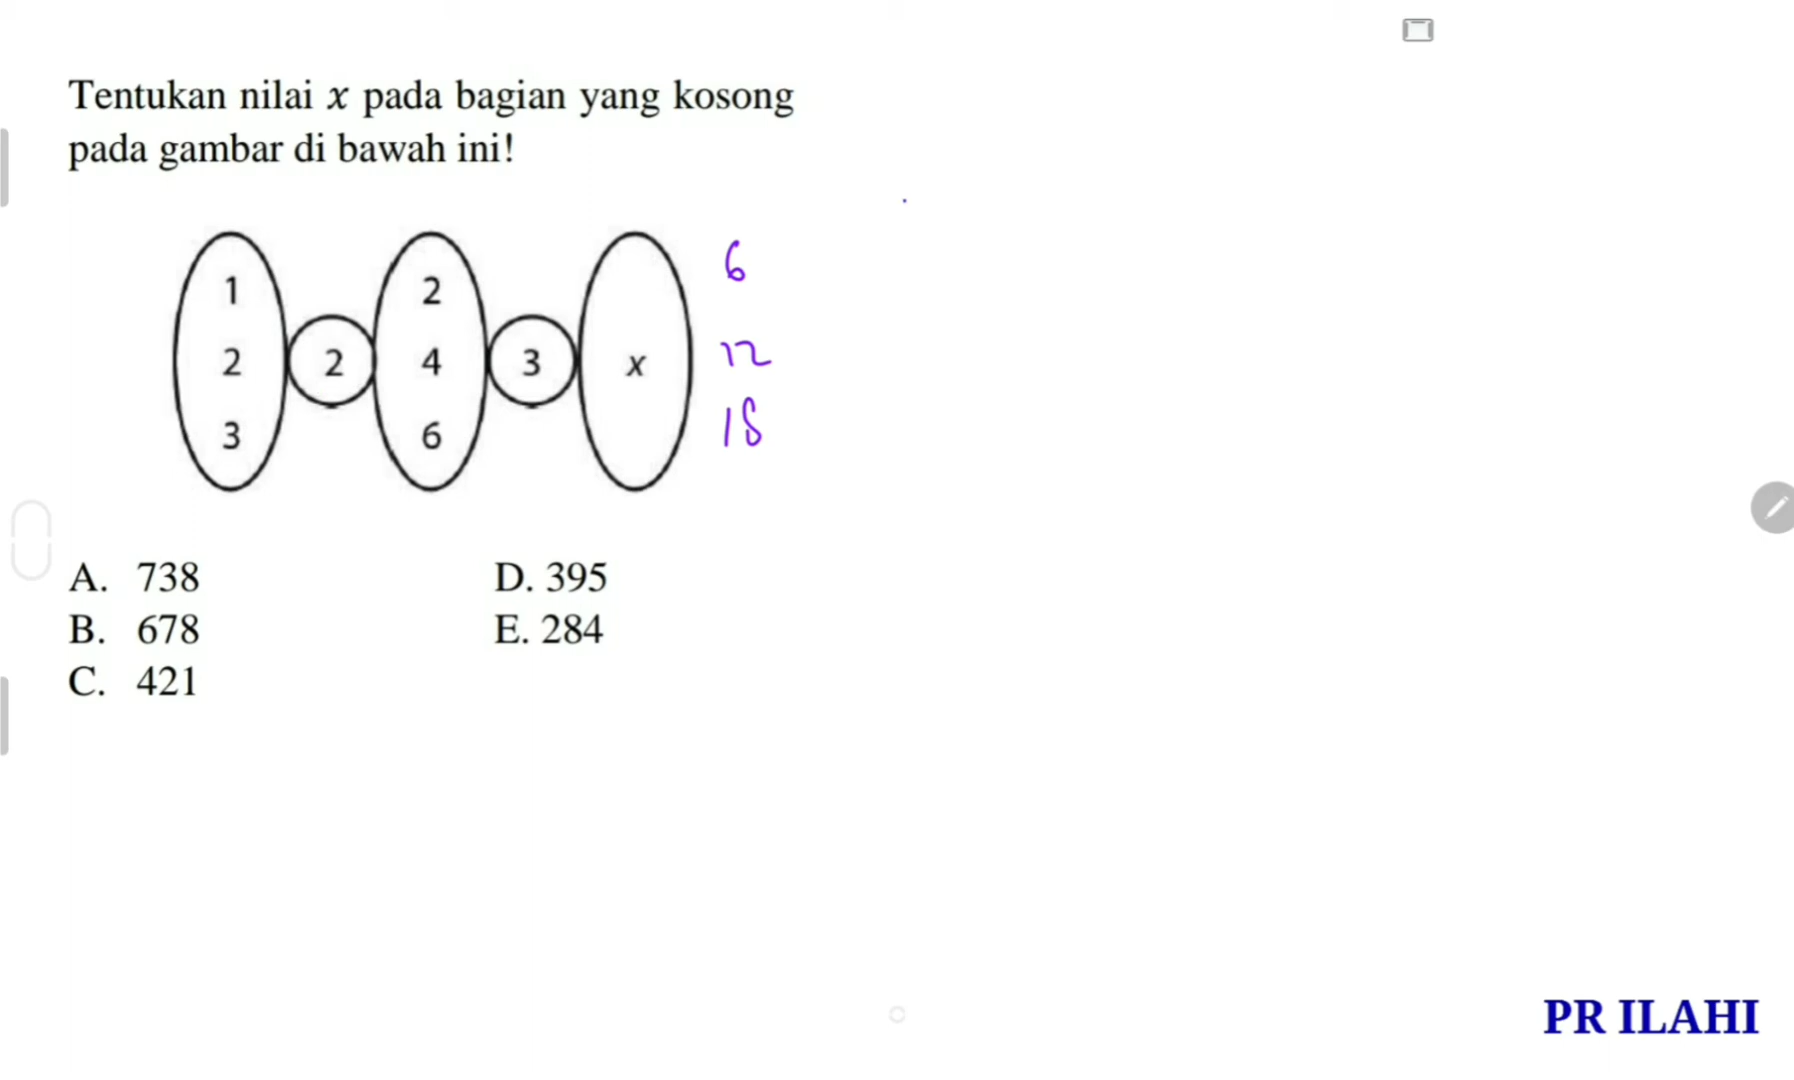 Tentukan nilai x pada bagian yang kosong
pada gambar di bawah ini!
1 2 6
2 2 4 3 x 12
3 6 18
A. 738 D. 395
B. 678 E. 284
C. 421
PR ILAHI